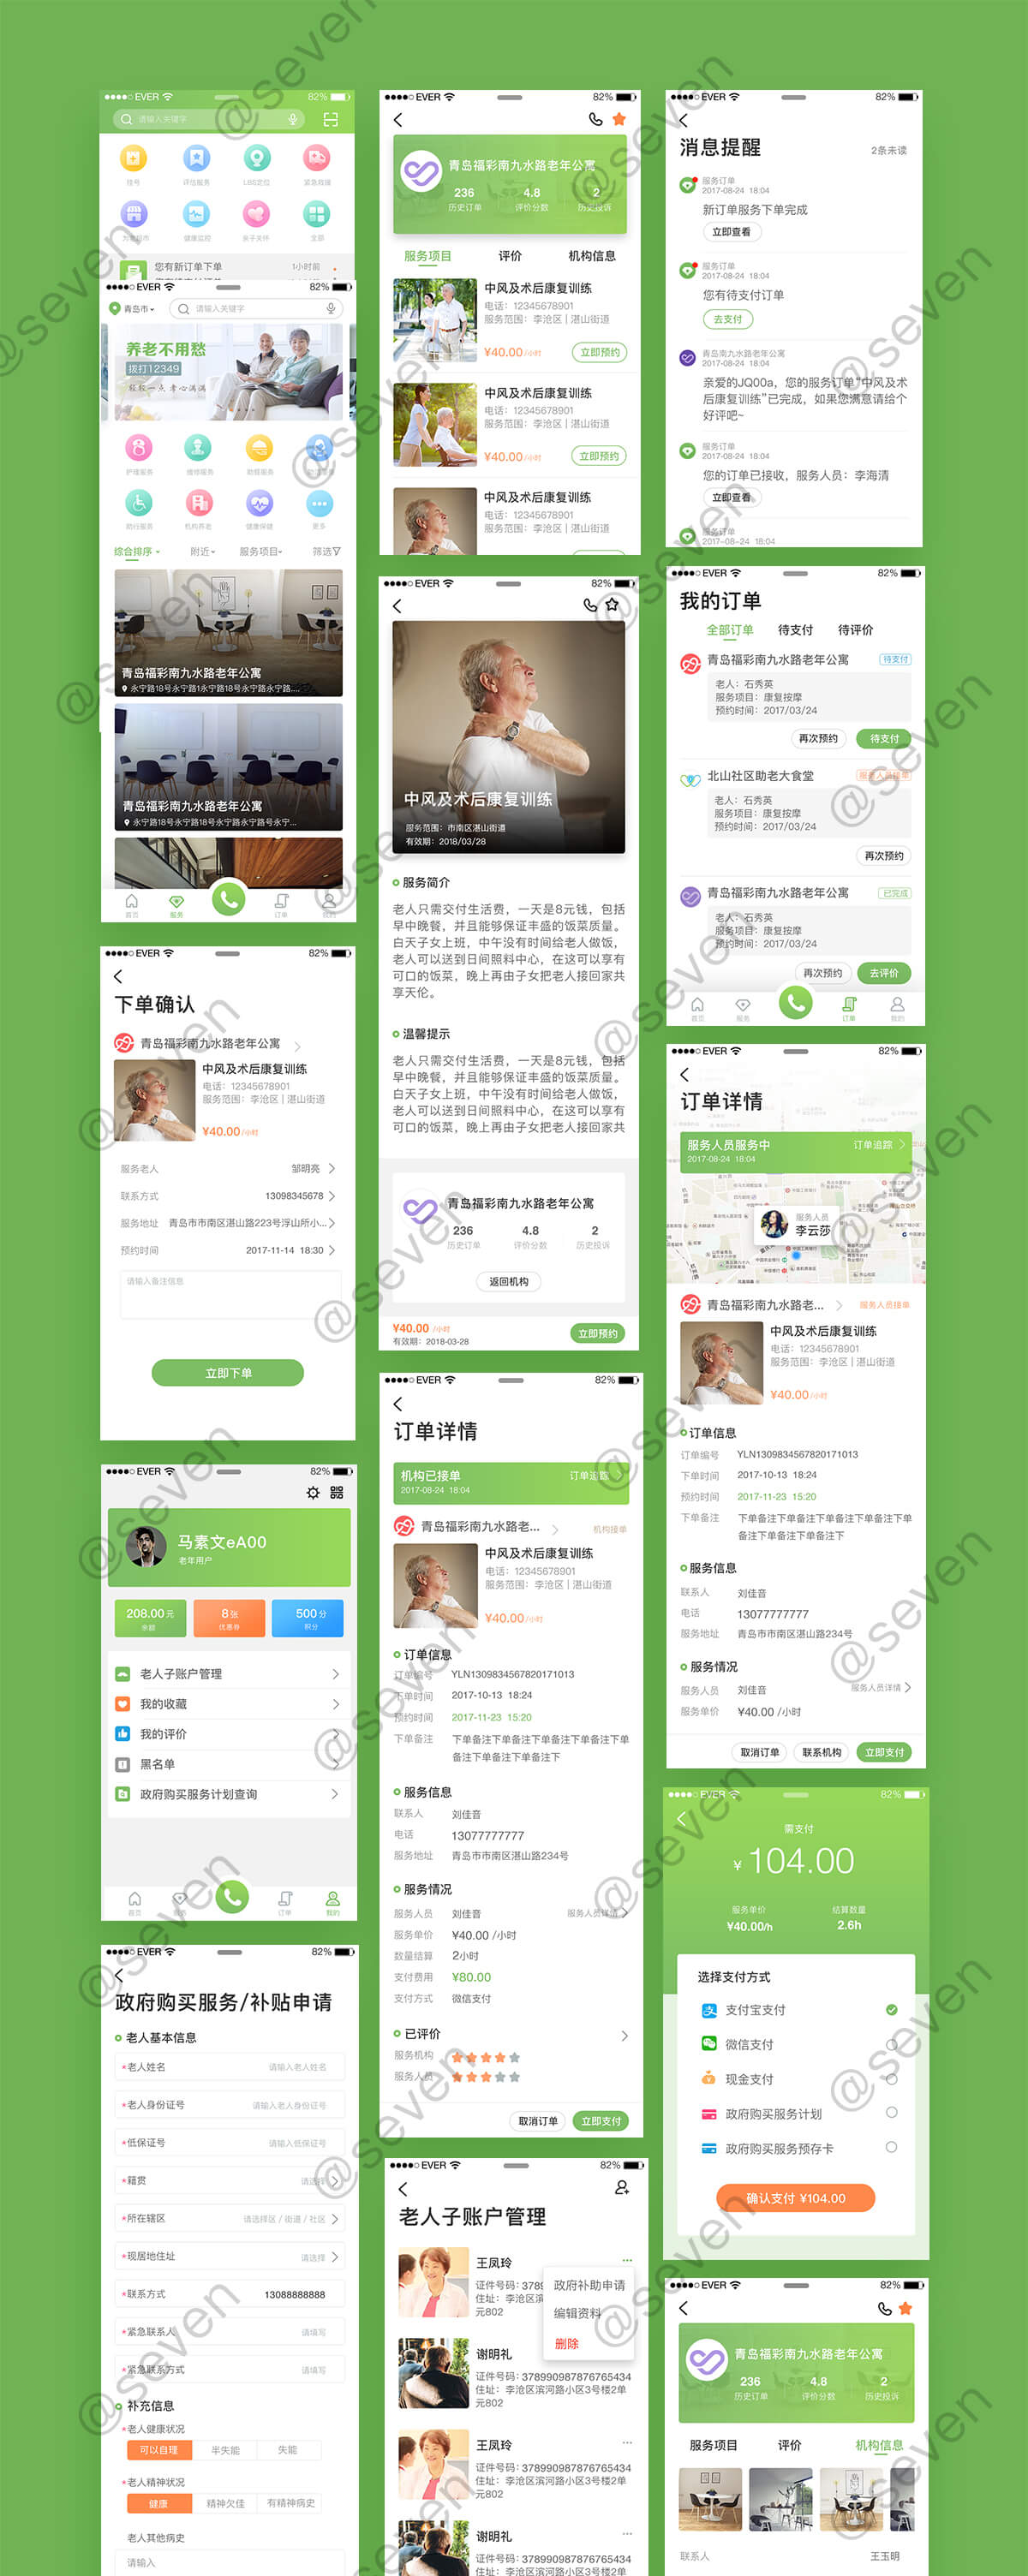 EVER 82%
请输入关键字
挂号 评估服务 LBG定位 紧急救援
为老超市 健康监控 亲子关怀 全部
您有新订单下单 1小时前
EVER 82%
青岛市 请输入关键字
养老不用愁
拨打12349
轻轻一点 孝心满满
护理服务 维修服务 助餐服务
助行服务 机构养老 健康保健 更多
综合排序 附近 服务项目 筛选
青岛福彩南九水路老年公寓
永宁路18号永宁路1永宁路18号永宁路永宁路....
青岛福彩南九水路老年公寓
永宁路18号永宁路18号永宁路永宁路号永宁...
首页 服务 订单 我的
EVER 82%
下单确认
青岛福彩南九水路老年公寓
中风及术后康复训练
电话：12345678901
服务范围：李沧区 | 湛山街道
¥40.00 /小时
服务老人 邹明亮
联系方式 13098345678
服务地址 青岛市市南区湛山路223号浮山所小...
预约时间 2017-11-14 18:30
请输入备注信息
立即下单
EVER 82%
马素文eA00
老年用户
208.00元 8张 500分
余额 优惠券 积分
老人子账户管理
我的收藏
我的评价
黑名单
政府购买服务计划查询
首页 服务 订单 我的
EVER 82%
政府购买服务/补贴申请
老人基本信息
*老人姓名 请输入老人姓名
*老人身份证号 请输入老人身份证号
*低保证号 请输入低保证号
*籍贯 请选择
*所在辖区 请选择区 / 街道 / 社区
*现居地住址 请选择
*联系方式 13088888888
*紧急联系人 请填写
*紧急联系方式 请填写
补充信息
*老人健康状况
可以自理 半失能 失能
*老人精神状况
健康 精神欠佳 有精神病史
老人其他病史
请输入
EVER 82%
青岛福彩南九水路老年公寓
236 4.8 2
历史订单 评价分数 历史投诉
服务项目 评价 机构信息
中风及术后康复训练
电话：12345678901
服务范围：李沧区 | 湛山街道
¥40.00 /小时 立即预约
中风及术后康复训练
电话：12345678901
服务范围：李沧区 | 湛山街道
¥40.00 /小时 立即预约
中风及术后康复训练
电话：12345678901
服务范围：李沧区 | 湛山街道
EVER 82%
中风及术后康复训练
服务范围：市南区湛山街道
有效期：2018/03/28
服务简介
老人只需交付生活费，一天是8元钱，包括
早中晚餐，并且能够保证丰盛的饭菜质量。
白天子女上班，中午没有时间给老人做饭，
老人可以送到日间照料中心，在这可以享有
可口的饭菜，晚上再由子女把老人接回家共
享天伦。
温馨提示
老人只需交付生活费，一天是8元钱，包括
早中晚餐，并且能够保证丰盛的饭菜质量。
白天子女上班，中午没有时间给老人做饭，
老人可以送到日间照料中心，在这可以享有
可口的饭菜，晚上再由子女把老人接回家共
青岛福彩南九水路老年公寓
236 4.8 2
历史订单 评价分数 历史投诉
返回机构
¥40.00 /小时
有效期：2018-03-28
立即预约
EVER 82%
订单详情
机构已接单 订单追踪
2017-08-24 18:04
青岛福彩南九水路老... 机构接单
中风及术后康复训练
电话：12345678901
服务范围：李沧区 | 湛山街道
¥40.00 /小时
订单信息
订单编号 YLN1309834567820171013
下单时间 2017-10-13 18:24
预约时间 2017-11-23 15:20
下单备注 下单备注下单备注下单备注下单备注下单
备注下单备注下单备注下
服务信息
联系人 刘佳音
电话 13077777777
服务地址 青岛市市南区湛山路234号
服务情况
服务人员 刘佳音 服务人员详情
服务单价 ¥40.00 /小时
数量结算 2小时
支付费用 ¥80.00
支付方式 微信支付
已评价
服务机构
服务人员
取消订单 立即支付
EVER 82%
老人子账户管理
王凤玲
证件号码：3789
住址：李沧区
元802
政府补助申请
编辑资料
删除
谢明礼
证件号码：378990987876765434
住址：李沧区滨河路小区3号楼2单
元802
王凤玲
证件号码：378990987876765434
住址：李沧区滨河路小区3号楼2单
元802
谢明礼
证件号码：378990987876765434
住址：李沧区滨河路小区3号楼2单
EVER 82%
消息提醒 2条未读
服务订单
2017-08-24 18:04
新订单服务下单完成
立即查看
服务订单
2017-08-24 18:04
您有待支付订单
去支付
青岛南九水路老年公寓
2017-08-24 18:04
亲爱的JQ00a，您的服务订单“中风及术
后康复训练”已完成，如果您满意请给个
好评吧~
服务订单
2017-08-24 18:04
您的订单已接收，服务人员：李海清
立即查看
服务订单
2017-08-24 18:04
EVER 82%
我的订单
全部订单 待支付 待评价
青岛福彩南九水路老年公寓 待支付
老人：石秀英
服务项目：康复按摩
预约时间：2017/03/24
再次预约 待支付
北山社区助老大食堂 服务人员接单
老人：石秀英
服务项目：康复按摩
预约时间：2017/03/24
再次预约
青岛福彩南九水路老年公寓 已完成
老人：石秀英
服务项目：康复按摩
预约时间：2017/03/24
再次预约 去评价
首页 服务 订单 我的
EVER 82%
订单详情
服务人员服务中 订单追踪
2017-08-24 18:04
服务人员
李云莎
青岛福彩南九水路老... 服务人员接单
中风及术后康复训练
电话：12345678901
服务范围：李沧区 | 湛山街道
¥40.00 /小时
订单信息
订单编号 YLN1309834567820171013
下单时间 2017-10-13 18:24
预约时间 2017-11-23 15:20
下单备注 下单备注下单备注下单备注下单备注下单
备注下单备注下单备注下
服务信息
联系人 刘佳音
电话 13077777777
服务地址 青岛市市南区湛山路234号
服务情况
服务人员 刘佳音 服务人员详情
服务单价 ¥40.00 /小时
取消订单 联系机构 立即支付
EVER 82%
需支付
¥ 104.00
服务单价 结算数量
¥40.00/h 2.6h
选择支付方式
支付宝支付
微信支付
现金支付
政府购买服务计划
政府购买服务预存卡
确认支付 ¥104.00
EVER 82%
青岛福彩南九水路老年公寓
236 4.8 2
历史订单 评价分数 历史投诉
服务项目 评价 机构信息
联系人 王玉明
@seven